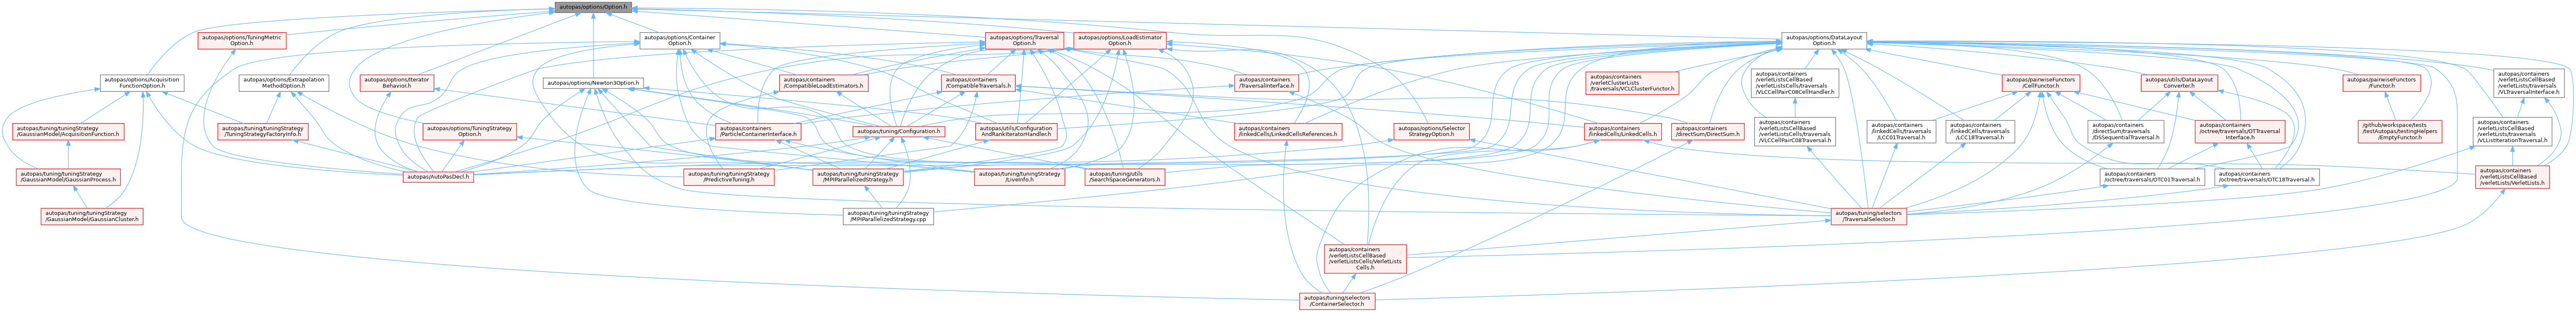 autopas/options/Option.h
autopas/options/TuningMetric
Option.h
autopas/options/Container
Option.h
autopas/options/Traversal
Option.h
autopas/options/LoadEstimator
Option.h
autopas/options/DataLayout
Option.h
autopas/options/Acquisition
FunctionOption.h
autopas/options/Extrapolation
MethodOption.h
autopas/options/Iterator
Behavior.h
autopas/options/Newton3Option.h
autopas/containers
/CompatibleLoadEstimators.h
autopas/containers
/CompatibleTraversals.h
autopas/containers
/TraversalInterface.h
autopas/containers
/verletClusterLists
/traversals/VCLClusterFunctor.h
autopas/containers
/verletListsCellBased
/verletListsCells/traversals
/VLCCellPairC08CellHandler.h
autopas/pairwiseFunctors
/CellFunctor.h
autopas/utils/DataLayout
Converter.h
autopas/pairwiseFunctors
/Functor.h
autopas/containers
/verletListsCellBased
/verletLists/traversals
/VLTraversalInterface.h
autopas/tuning/tuningStrategy
/GaussianModel/AcquisitionFunction.h
autopas/tuning/tuningStrategy
/TuningStrategyFactoryInfo.h
autopas/options/TuningStrategy
Option.h
autopas/containers
/ParticleContainerInterface.h
autopas/tuning/Configuration.h
autopas/utils/Configuration
AndRankIteratorHandler.h
autopas/containers
/linkedCells/LinkedCellsReferences.h
autopas/options/Selector
StrategyOption.h
autopas/containers
/linkedCells/LinkedCells.h
autopas/containers
/directSum/DirectSum.h
autopas/containers
/verletListsCellBased
/verletListsCells/traversals
/VLCCellPairC08Traversal.h
autopas/containers
/linkedCells/traversals
/LCC01Traversal.h
autopas/containers
/linkedCells/traversals
/LCC18Traversal.h
autopas/containers
/directSum/traversals
/DSSequentialTraversal.h
autopas/containers
/octree/traversals/OTTraversal
Interface.h
/github/workspace/tests
/testAutopas/testingHelpers
/EmptyFunctor.h
autopas/containers
/verletListsCellBased
/verletLists/traversals
/VLListIterationTraversal.h
autopas/tuning/tuningStrategy
/GaussianModel/GaussianProcess.h
autopas/AutoPasDecl.h
autopas/tuning/tuningStrategy
/PredictiveTuning.h
autopas/tuning/tuningStrategy
/MPIParallelizedStrategy.h
autopas/tuning/tuningStrategy
/LiveInfo.h
autopas/tuning/utils
/SearchSpaceGenerators.h
autopas/containers
/octree/traversals/OTC01Traversal.h
autopas/containers
/octree/traversals/OTC18Traversal.h
autopas/containers
/verletListsCellBased
/verletLists/VerletLists.h
autopas/tuning/tuningStrategy
/GaussianModel/GaussianCluster.h
autopas/tuning/tuningStrategy
/MPIParallelizedStrategy.cpp
autopas/tuning/selectors
/TraversalSelector.h
autopas/containers
/verletListsCellBased
/verletListsCells/VerletLists
Cells.h
autopas/tuning/selectors
/ContainerSelector.h